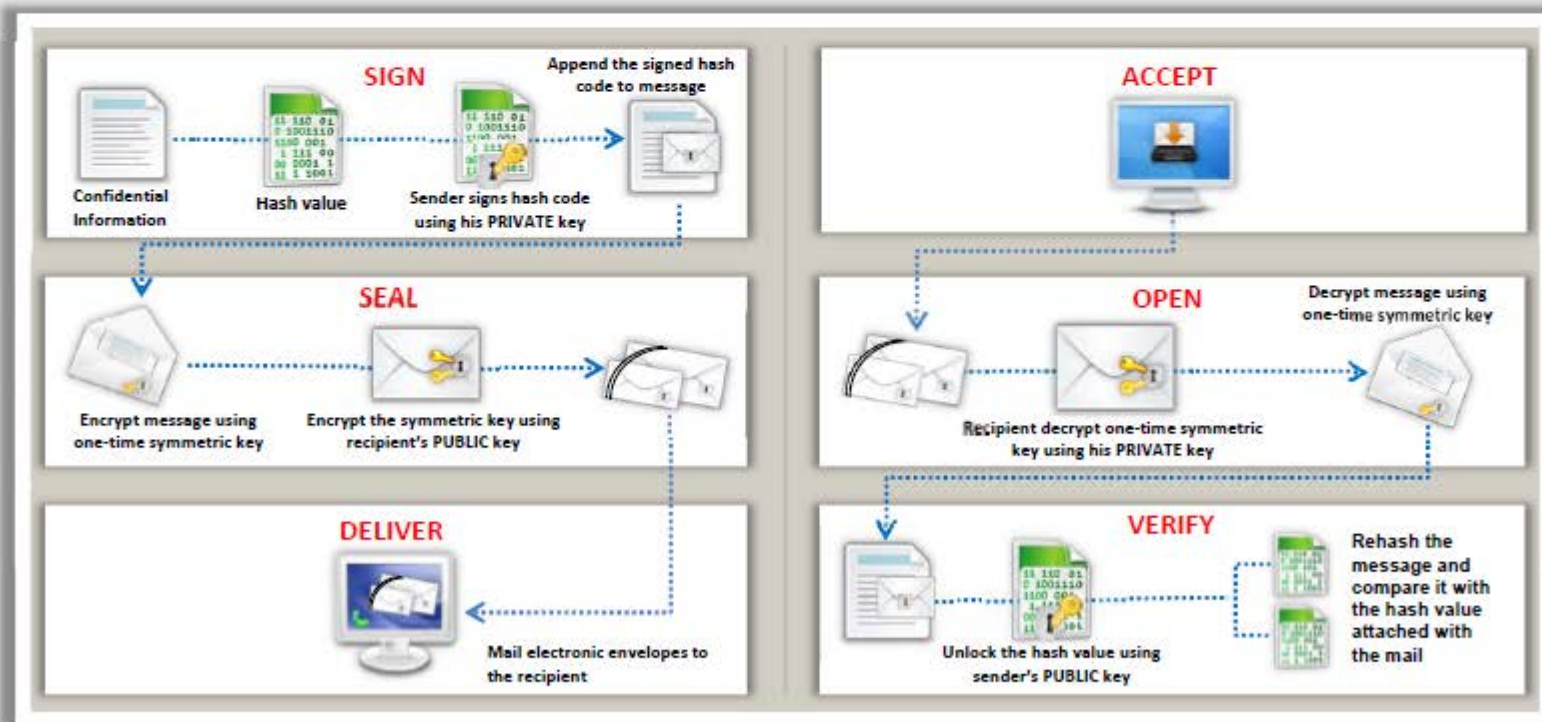 SIGN
Append the signed hash
code to message
Confidential
Information
Hash value
Sender signs hash code
using his PRIVATE key
SEAL
Encrypt message using
one-time symmetric key
Encrypt the symmetric key using
recipient's PUBLIC key
DELIVER
Mail electronic envelopes to
the recipient
ACCEPT
OPEN
Decrypt message using
one-time symmetric key
Recipient decrypt one-time symmetric
key using his PRIVATE key
VERIFY
Unlock the hash value using
sender's PUBLIC key
Rehash the
message and
compare it with
the hash value
attached with
the mail